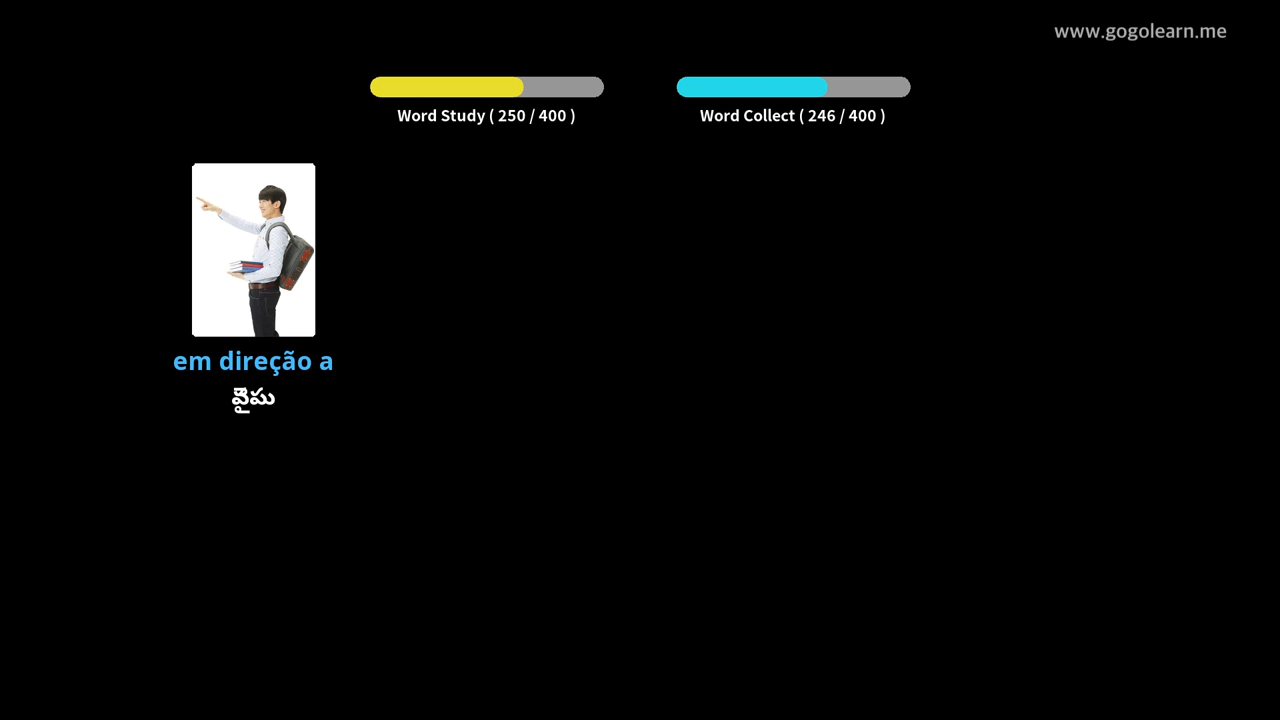 www.gogolearn.me
Word Study ( 250 / 400 )
Word Collect ( 246 / 400 )
em direção a
వైపు